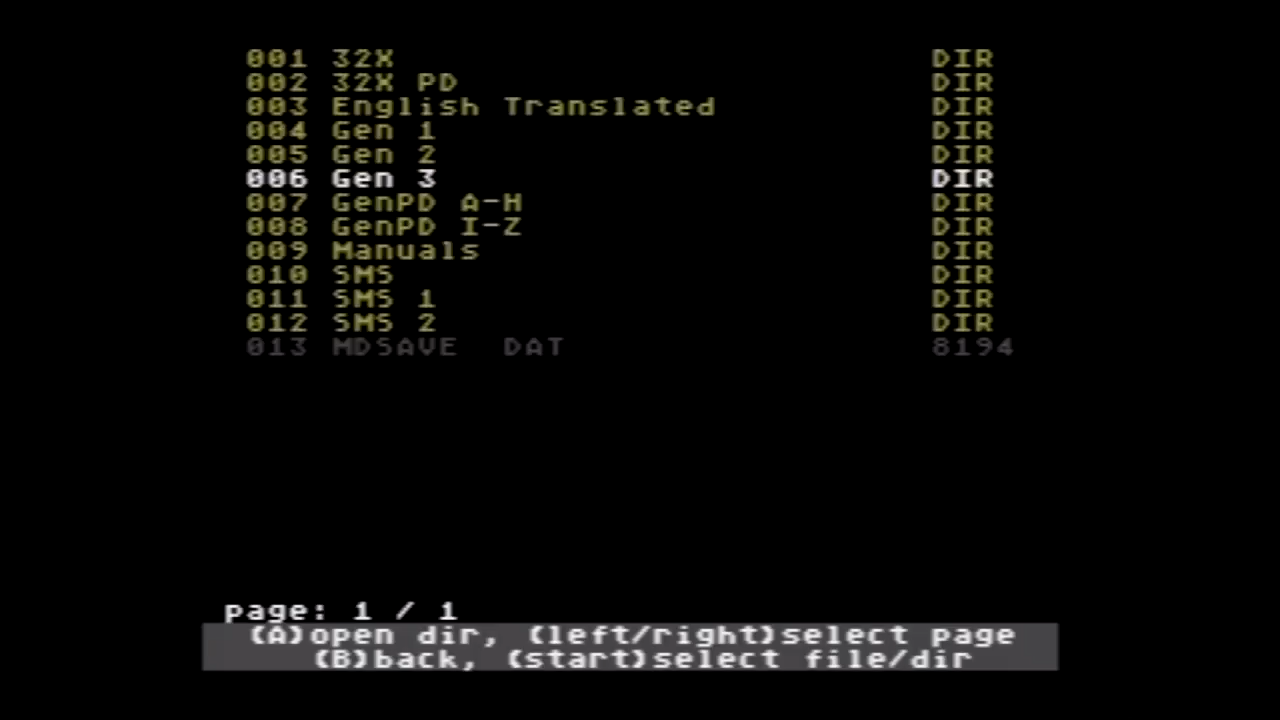 001 32X DIR
002 32X PD DIR
003 English Translated DIR
004 Gen 1 DIR
005 Gen 2 DIR
006 Gen 3 DIR
007 GenPD A-H DIR
008 GenPD I-Z DIR
009 Manuals DIR
010 SMS DIR
011 SMS 1 DIR
012 SMS 2 DIR
013 MDSAVE DAT 8194
page: 1 / 1
(A)open dir, (left/right)select page
(B)back, (start)select file/dir